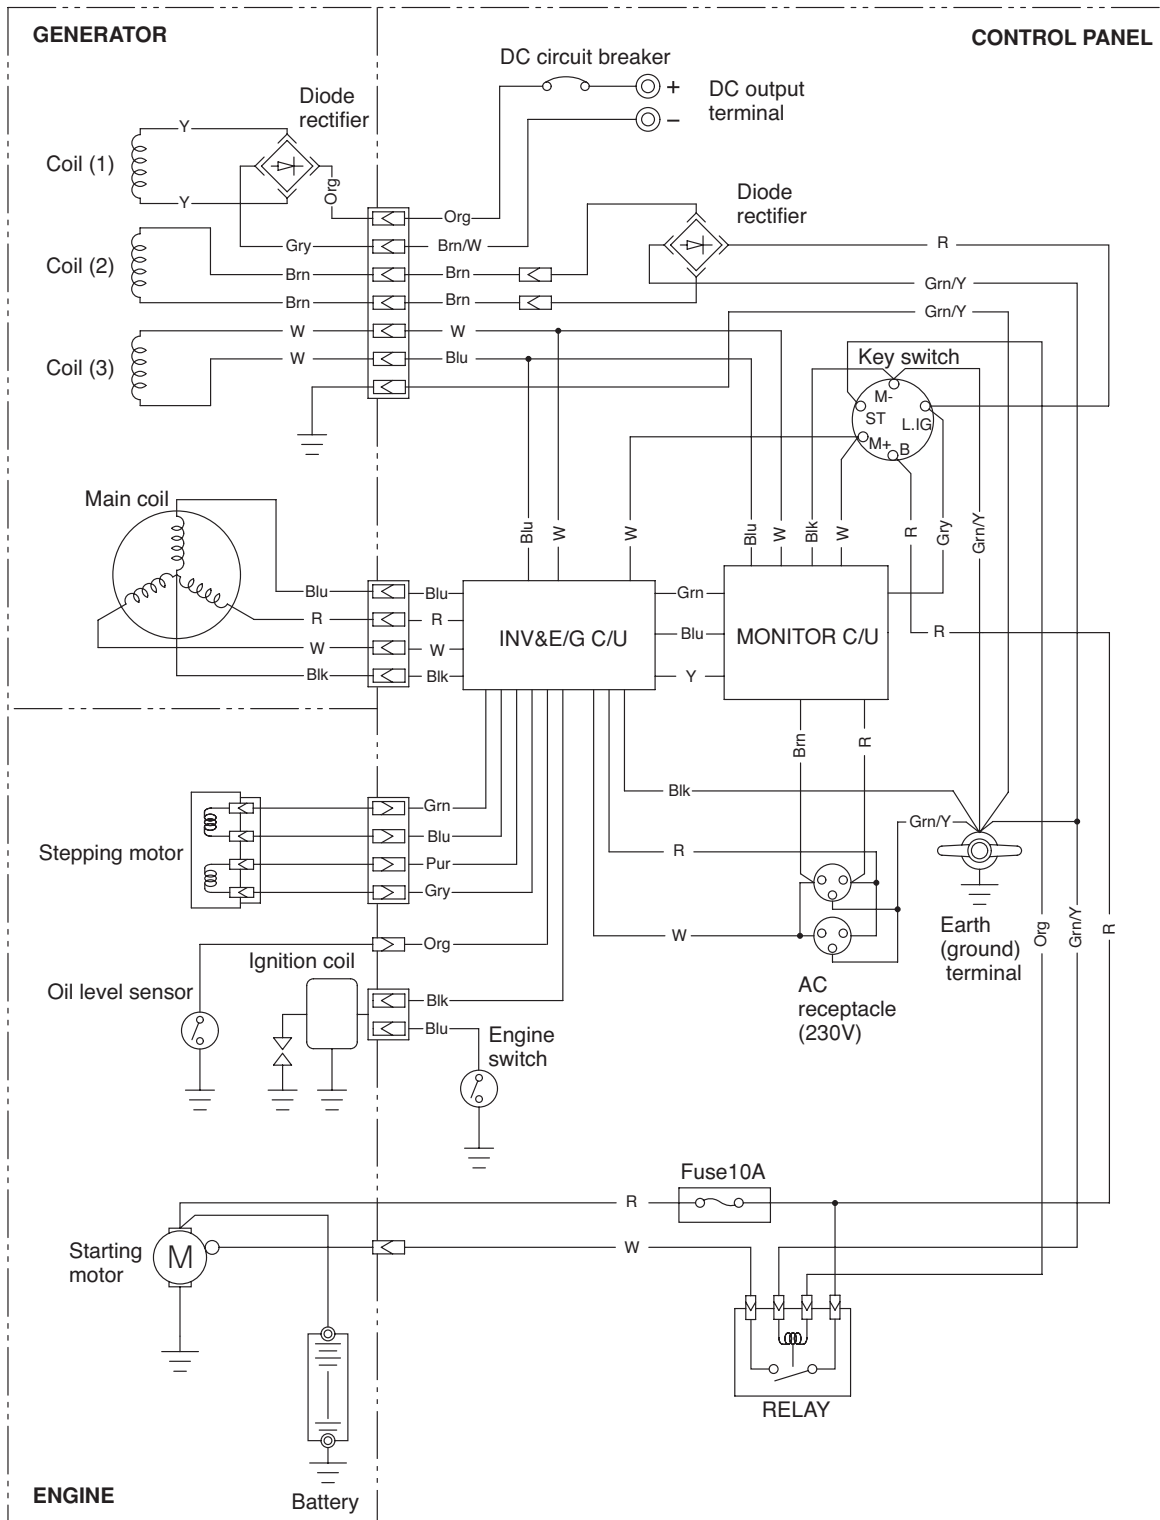 GENERATOR
CONTROL PANEL
DC circuit breaker
+
DC output
terminal
−
Diode
rectifier
Y
Coil (1)
Y
Org
Diode
rectifier
Org
Gry
Brn/W
R
Coil (2)
Brn
Brn
Grn/Y
Brn
Brn
Grn/Y
W
W
Coil (3)
W
Blu
Key switch
M-
ST
L.IG
M+
B
Main coil
Blu
W
W
Blu
W
Blk
W
R
Gry
Grn/Y
Blu
Blu
R
R
W
W
Blk
Blk
INV&E/G C/U
Grn
Blu
Y
MONITOR C/U
R
Brn
R
Stepping motor
Grn
Blu
Pur
Gry
Blk
Grn/Y
R
W
Org
Oil level sensor
Ignition coil
Blk
Blu
Engine
switch
AC
receptacle
(230V)
Earth
(ground)
terminal
Org
Grn/Y
R
Fuse10A
R
Starting
motor
M
W
RELAY
Battery
ENGINE